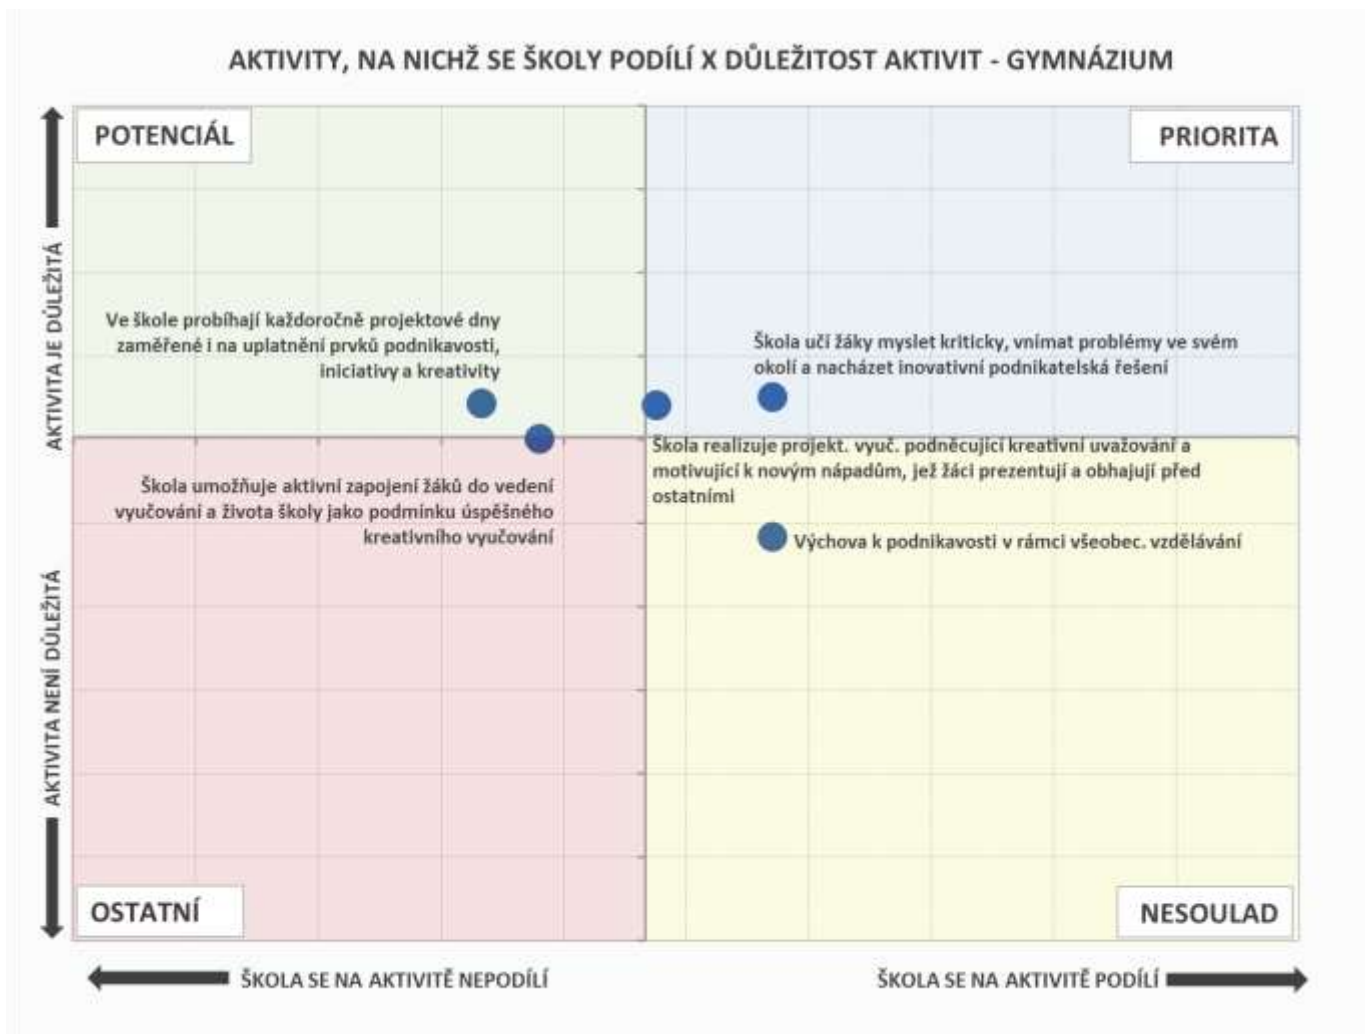 AKTIVITY, NA NICHŽ SE ŠKOLY PODÍLÍ X DŮLEŽITOST AKTIVIT - GYMNÁZIUM
POTENCIÁL
PRIORITA
AKTIVITA JE DŮLEŽITÁ
Ve škole probíhají každoročně projektové dny
zaměřené i na uplatnění prvků podnikavosti,
iniciativy a kreativity
Škola učí žáky myslet kriticky, vnímat problémy ve svém
okolí a nacházet inovativní podnikatelská řešení
Škola realizuje projekt. vyuč. podněcující kreativní uvažování a
motivující k novým nápadům, jež žáci prezentují a obhajují před
ostatními
Škola umožňuje aktivní zapojení žáků do vedení
vyučování a života školy jako podmínku úspěšného
kreativního vyučování
Výchova k podnikavosti v rámci všeobec. vzdělávání
AKTIVITA NENÍ DŮLEŽITÁ
OSTATNÍ
NESOULAD
ŠKOLA SE NA AKTIVITĚ NEPODÍLÍ
ŠKOLA SE NA AKTIVITĚ PODÍLÍ